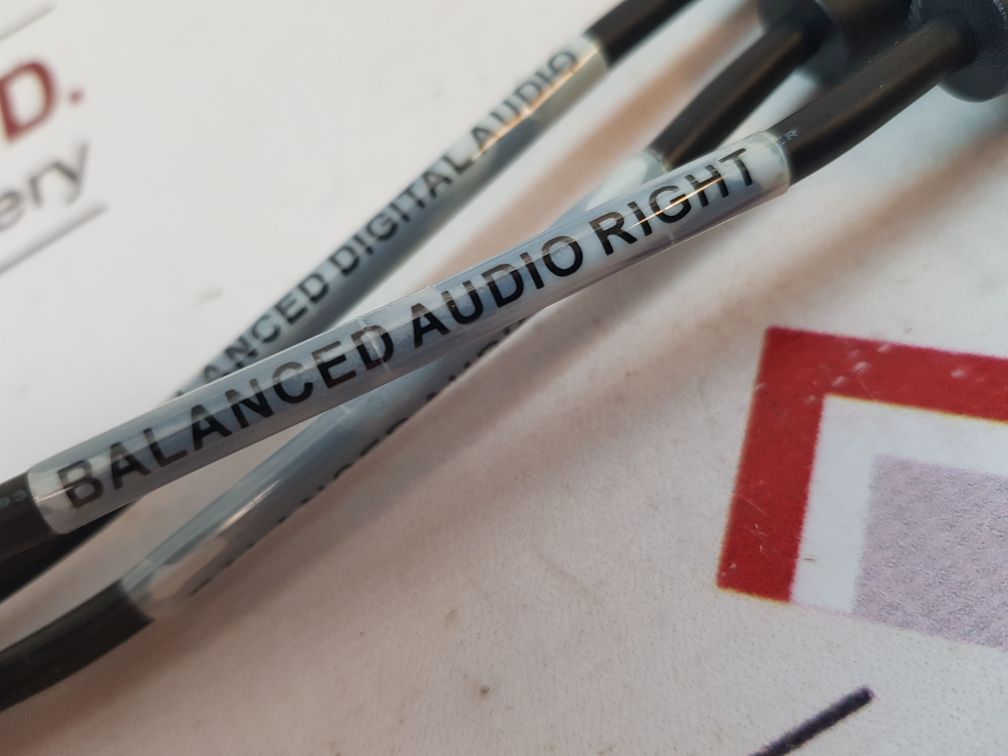 D.
ery
ANCED DIGITAL AUDIO
BALANCED AUDIO RIGHT